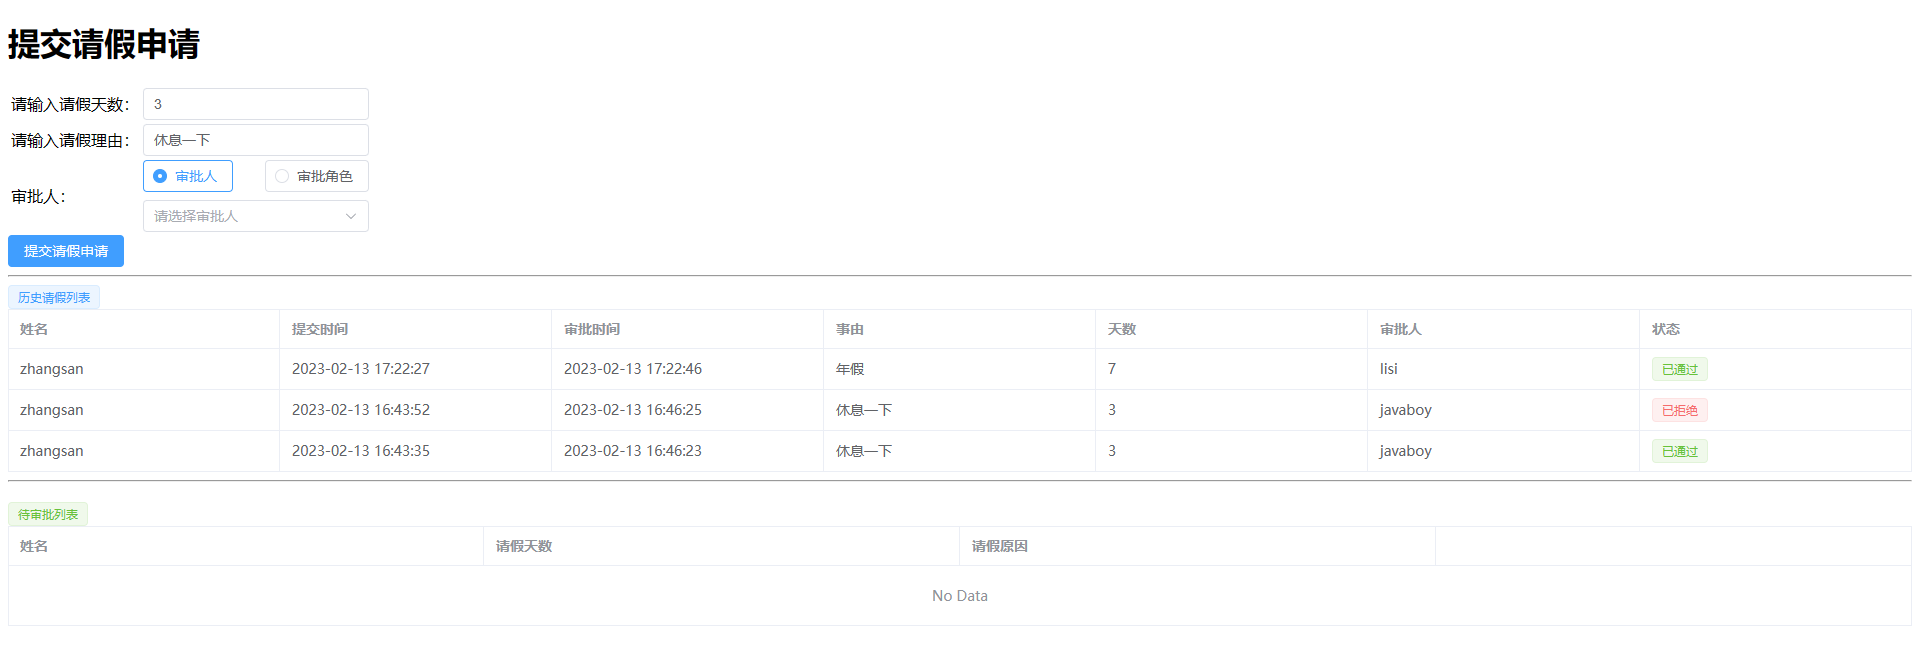 提交请假申请
请输入请假天数： 3
请输入请假理由： 休息一下
审批人： 审批人 审批角色
请选择审批人
提交请假申请
历史请假列表
姓名 提交时间 审批时间 事由 天数 审批人 状态
zhangsan 2023-02-13 17:22:27 2023-02-13 17:22:46 年假 7 lisi 已通过
zhangsan 2023-02-13 16:43:52 2023-02-13 16:46:25 休息一下 3 javaboy 已拒绝
zhangsan 2023-02-13 16:43:35 2023-02-13 16:46:23 休息一下 3 javaboy 已通过
待审批列表
姓名 请假天数 请假原因
No Data